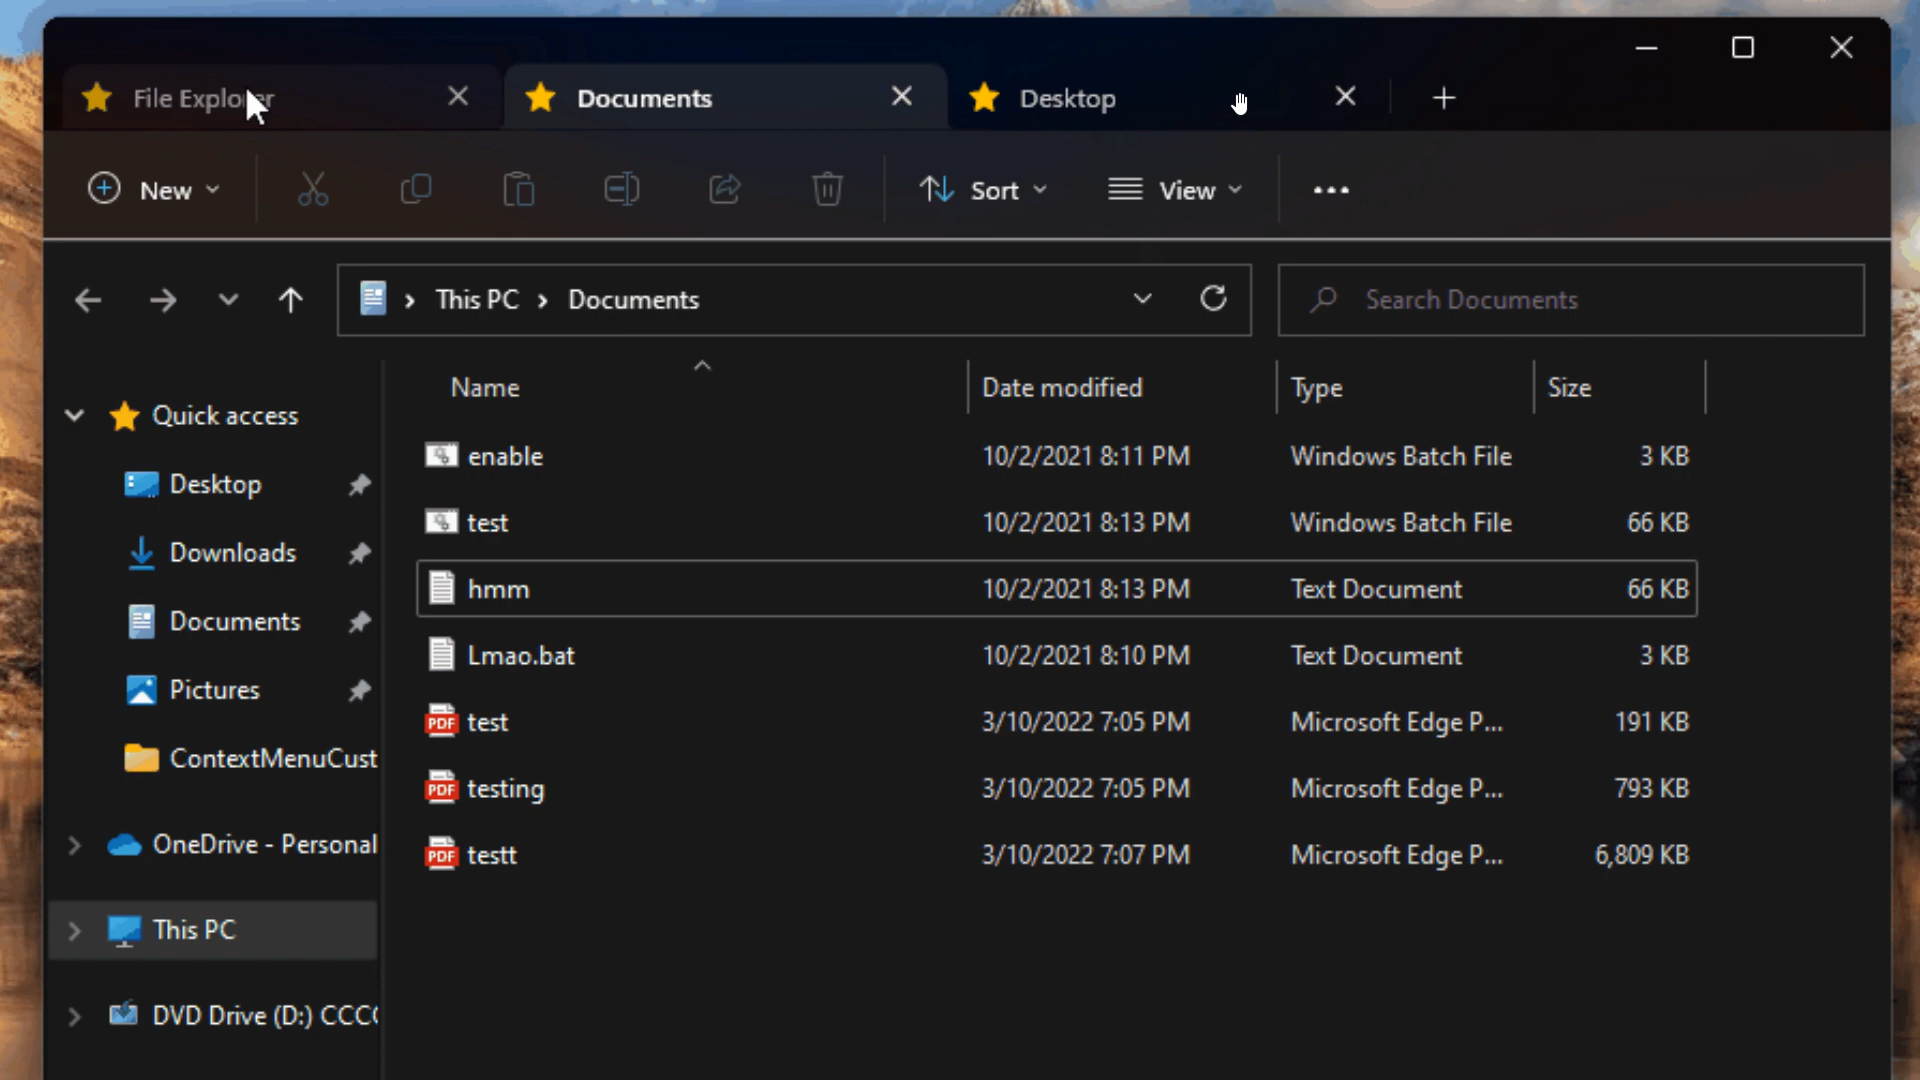 File Explorer
Documents
Desktop
New
Sort
View
This PC > Documents
Search Documents
Name
Date modified
Type
Size
Quick access
Desktop
Downloads
Documents
Pictures
ContextMenuCust
OneDrive - Personal
This PC
DVD Drive (D:) CCC
enable 10/2/2021 8:11 PM Windows Batch File 3 KB
test 10/2/2021 8:13 PM Windows Batch File 66 KB
hmm 10/2/2021 8:13 PM Text Document 66 KB
Lmao.bat 10/2/2021 8:10 PM Text Document 3 KB
PDF test 3/10/2022 7:05 PM Microsoft Edge P... 191 KB
PDF testing 3/10/2022 7:05 PM Microsoft Edge P... 793 KB
PDF testt 3/10/2022 7:07 PM Microsoft Edge P... 6,809 KB